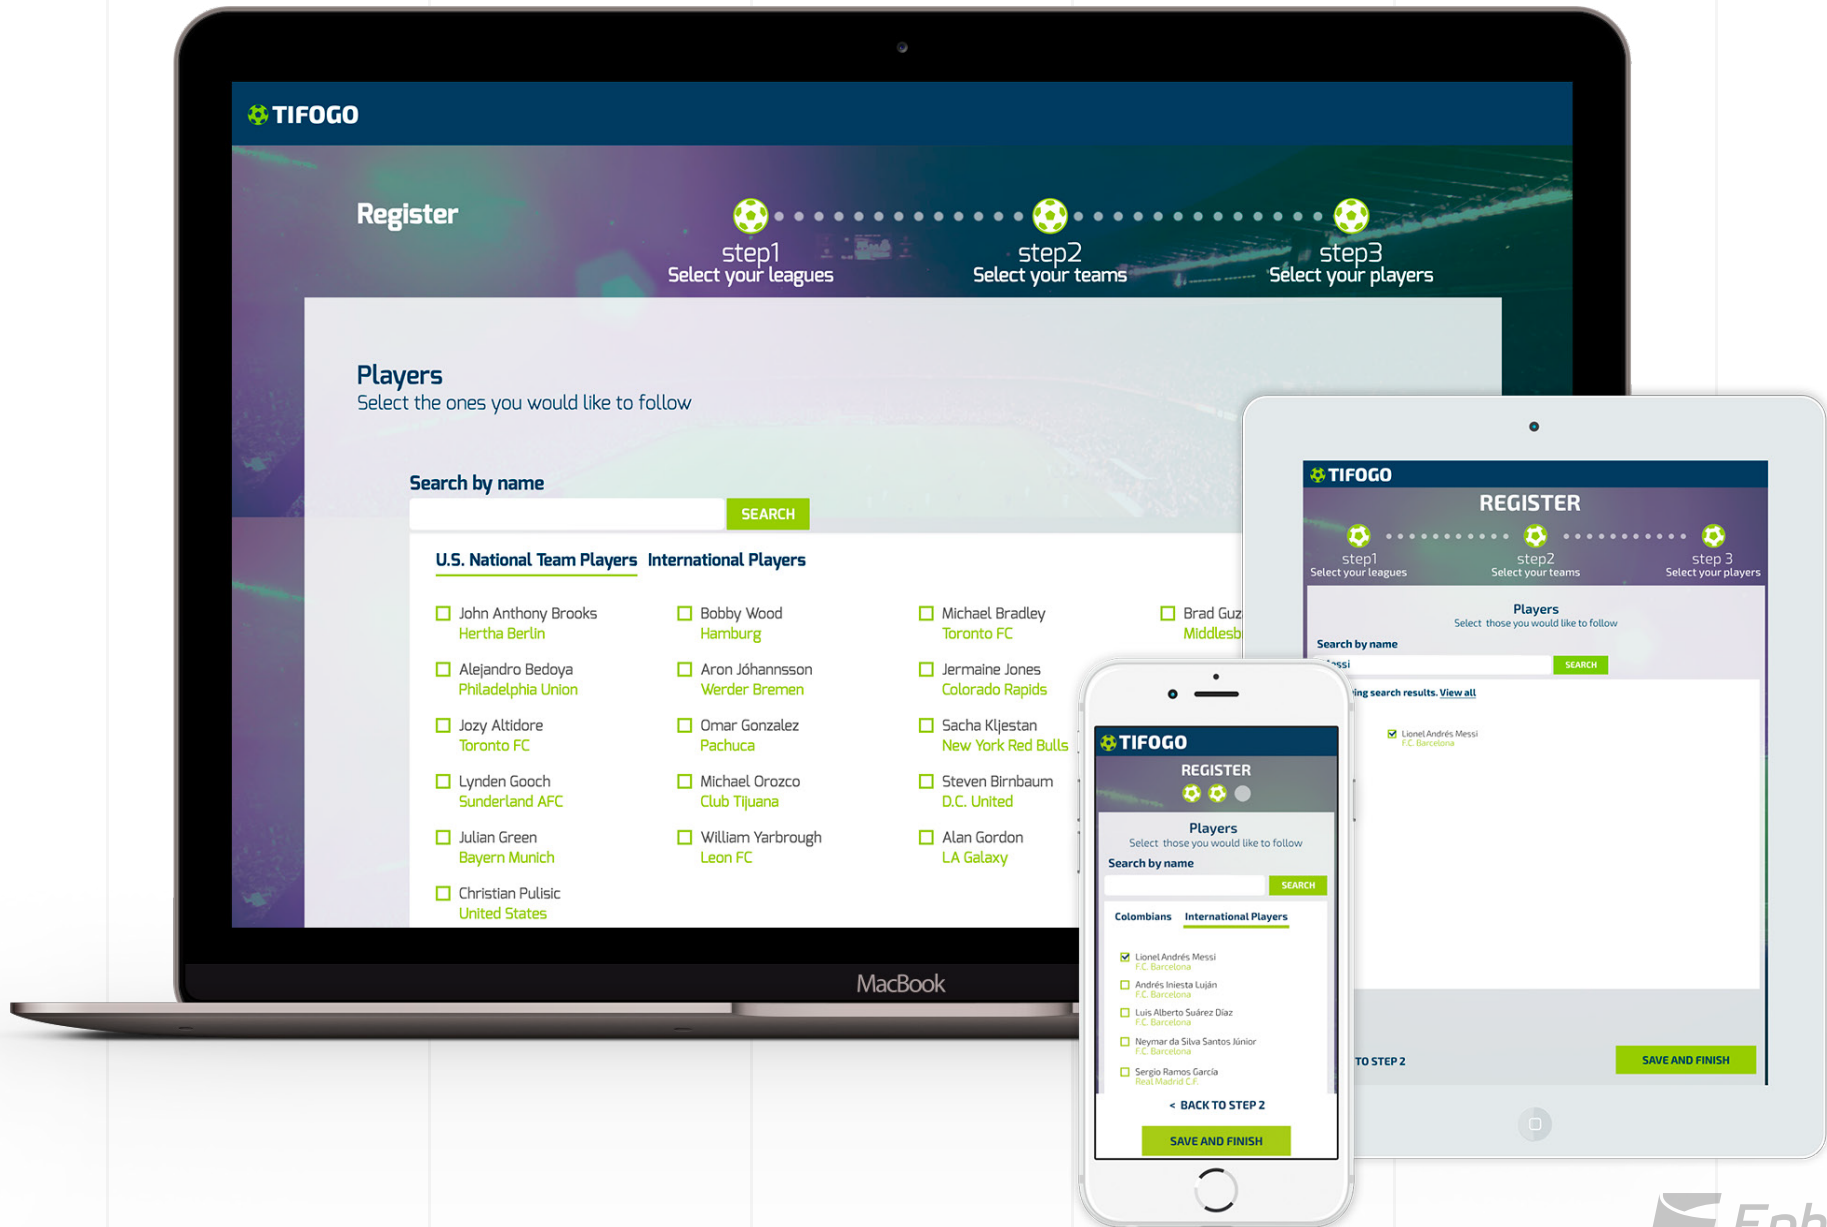 TIFOGO
Register
step1
Select your leagues
step2
Select your teams
step3
Select your players
Players
Select the ones you would like to follow
Search by name
SEARCH
U.S. National Team Players International Players
John Anthony Brooks
Hertha Berlin
Bobby Wood
Hamburg
Michael Bradley
Toronto FC
Brad
Alejandro Bedoya
Philadelphia Union
Aron Jóhannsson
Werder Bremen
Jermaine Jones
Colorado Rapids
Jozy Altidore
Toronto FC
Omar Gonzalez
Pachuca
Sacha Kljestan
New York Red Bulls
Lynden Gooch
Sunderland AFC
Michael Orozco
Club Tijuana
Steven Birnbaum
D.C. United
Julian Green
Bayern Munich
William Yarbrough
Leon FC
Alan Gordon
LA Galaxy
Christian Pulisic
United States
MacBook
TIFOGO
REGISTER
step1
Select your leagues
step2
Select your teams
step 3
Select your players
Players
Select those you would like to follow
Search by name
SEARCH
search results. View all
Lionel Andrés Messi
F.C. Barcelona
TO STEP 2
SAVE AND FINISH
TIFOGO
REGISTER
Players
Select those you would like to follow
Search by name
SEARCH
Colombians International Players
Lionel Andrés Messi
F.C. Barcelona
Andrés Iniesta Luján
F.C. Barcelona
Luis Alberto Suárez Díaz
F.C. Barcelona
Neymar da Silva Santos Júnior
F.C. Barcelona
Sergio Ramos García
Real Madrid C.F.
< BACK TO STEP 2
SAVE AND FINISH